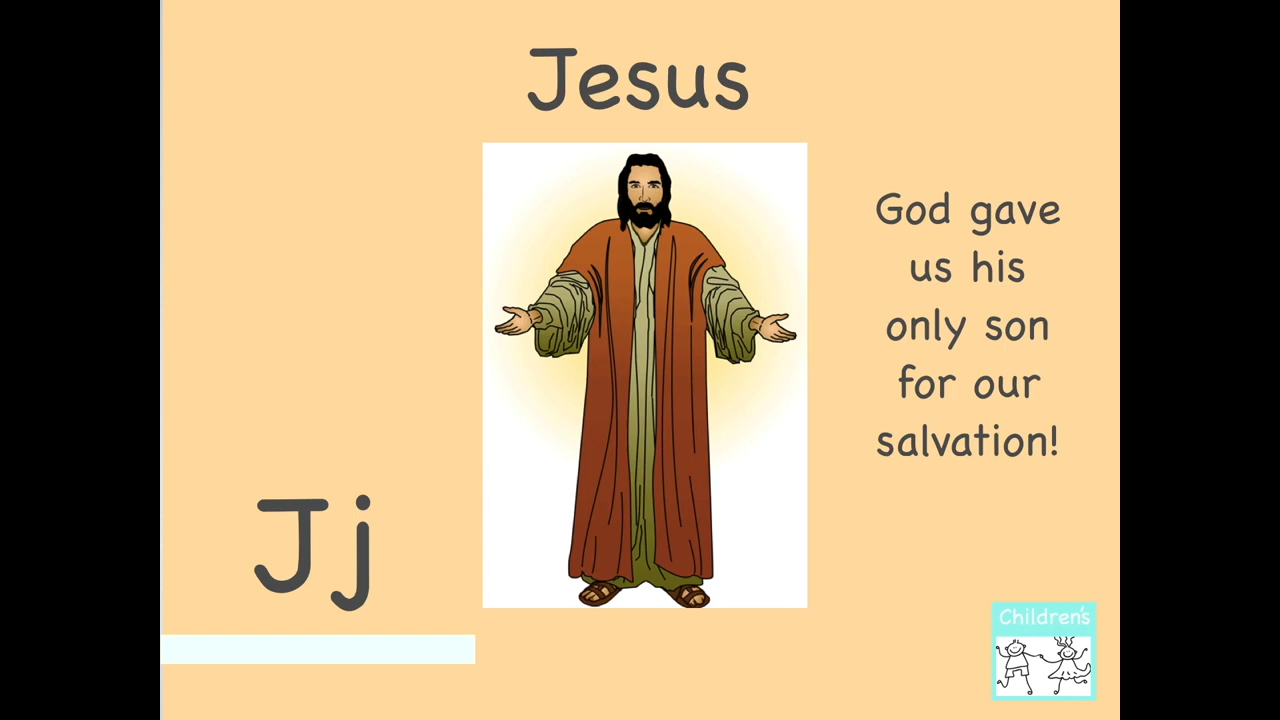 Jesus
God gave
us his
only son
for our
salvation!
Jj
Children's